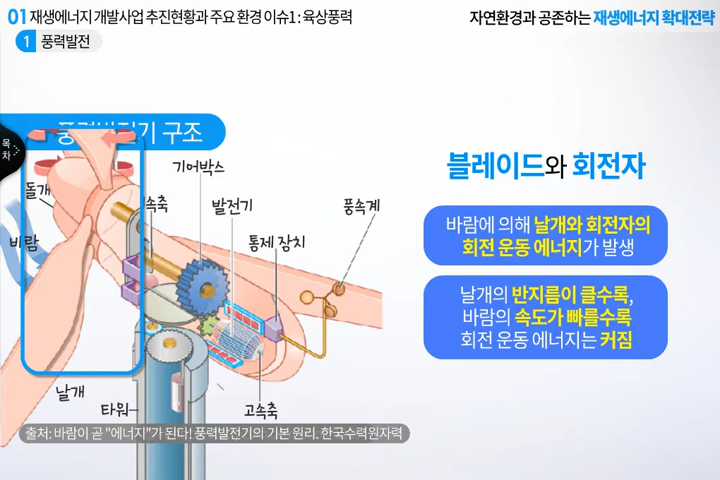 01 재생에너지 개발사업 추진현황과 주요 환경 이슈1 : 육상풍력
자연환경과 공존하는 재생에너지 확대전략
1 풍력발전
목차
기 구조
기어박스
돌개
속축
발전기
풍속계
바람
통제 장치
날개
타워
고속축
출처: 바람이 곧 "에너지"가 된다! 풍력발전기의 기본 원리. 한국수력원자력
블레이드와 회전자
바람에 의해 날개와 회전자의
회전 운동 에너지가 발생
날개의 반지름이 클수록,
바람의 속도가 빠를수록
회전 운동 에너지는 커짐